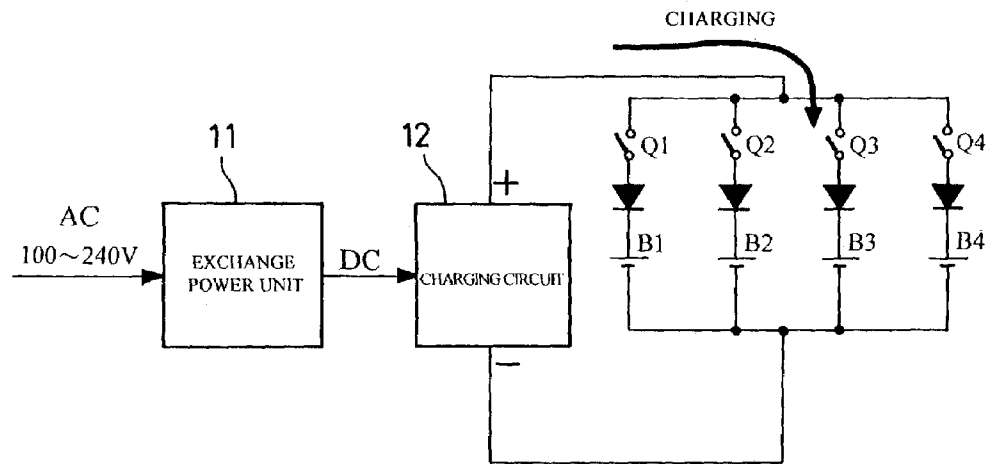 CHARGING
11
12
Q1
Q2
Q3
Q4
+
AC
100~240V
EXCHANGE
POWER UNIT
DC
CHARGING CIRCUIT
B1
B2
B3
B4
−